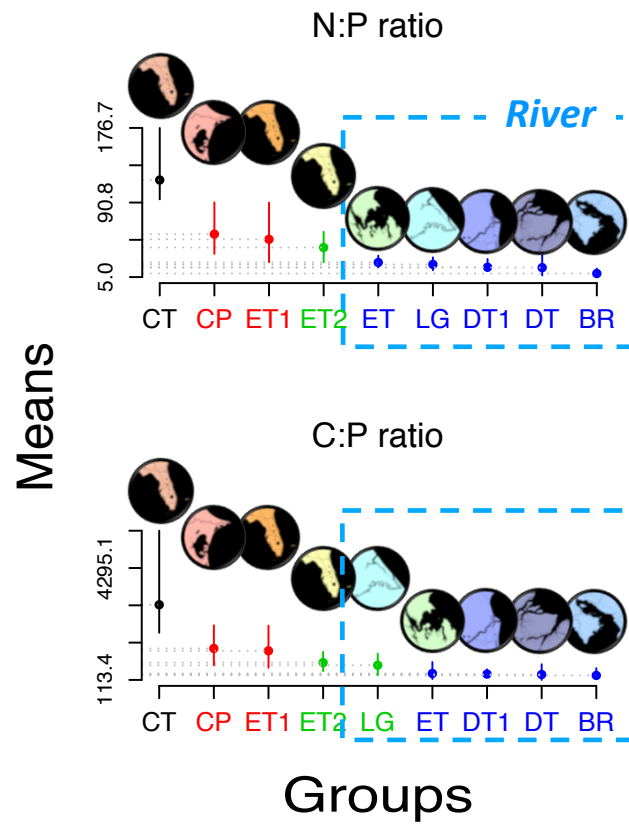 N:P ratio
River
176.7
90.8
5.0
CT CP ET1 ET2 ET LG DT1 DT BR
Means
C:P ratio
4295.1
113.4
CT CP ET1 ET2 LG ET DT1 DT BR
Groups